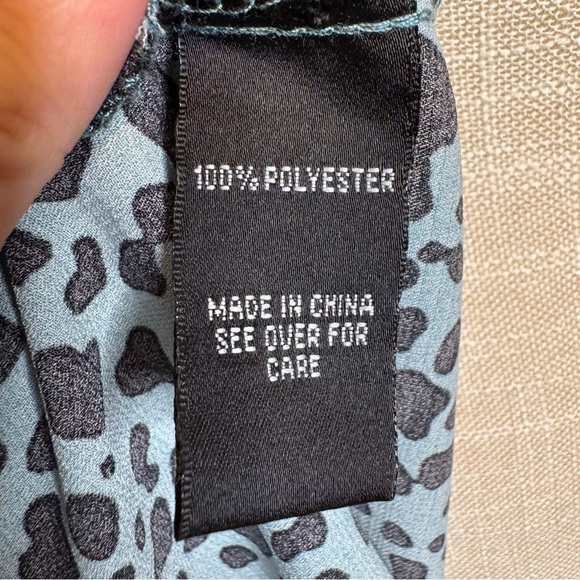 100% POLYESTER
MADE IN CHINA
SEE OVER FOR
CARE